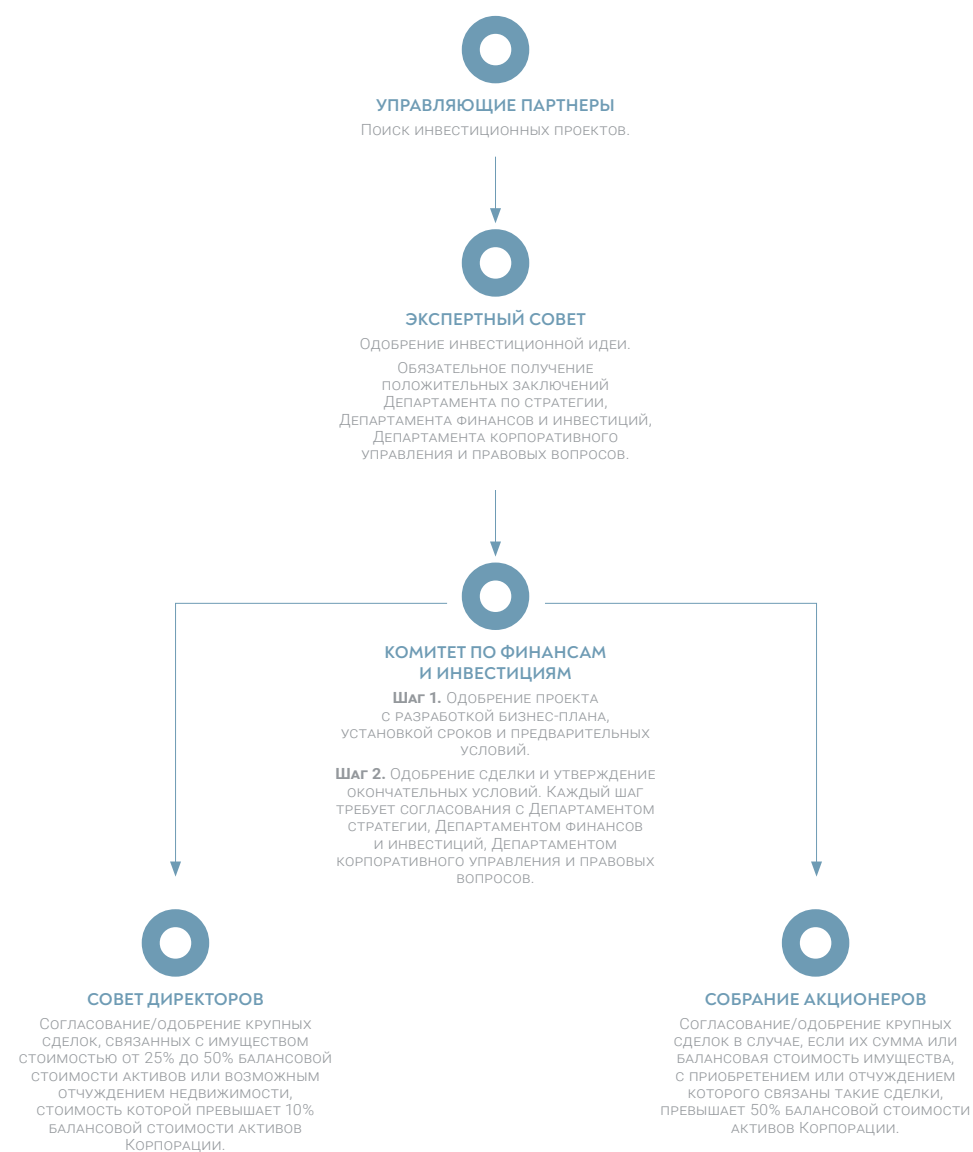 УПРАВЛЯЮЩИЕ ПАРТНЕРЫ
Поиск инвестиционных проектов.
ЭКСПЕРТНЫЙ СОВЕТ
Одобрение инвестиционной идеи.
Обязательное получение
положительных заключений
Департамента по стратегии,
Департамента финансов и инвестиций,
Департамента корпоративного
управления и правовых вопросов.
КОМИТЕТ ПО ФИНАНСАМ
И ИНВЕСТИЦИЯМ
Шаг 1. Одобрение проекта
с разработкой бизнес-плана,
установкой сроков и предварительных
условий.
Шаг 2. Одобрение сделки и утверждение
окончательных условий. Каждый шаг
требует согласования с Департаментом
стратегии, Департаментом финансов
и инвестиций, Департаментом
корпоративного управления и правовых
вопросов.
СОВЕТ ДИРЕКТОРОВ
Согласование/одобрение крупных
сделок, связанных с имуществом
стоимостью от 25% до 50% балансовой
стоимости активов или возможным
отчуждением недвижимости,
стоимость которой превышает 10%
балансовой стоимости активов
Корпорации.
СОБРАНИЕ АКЦИОНЕРОВ
Согласование/одобрение крупных
сделок в случае, если их сумма или
балансовая стоимость имущества,
с приобретением или отчуждением
которого связаны такие сделки,
превышает 50% балансовой стоимости
активов Корпорации.